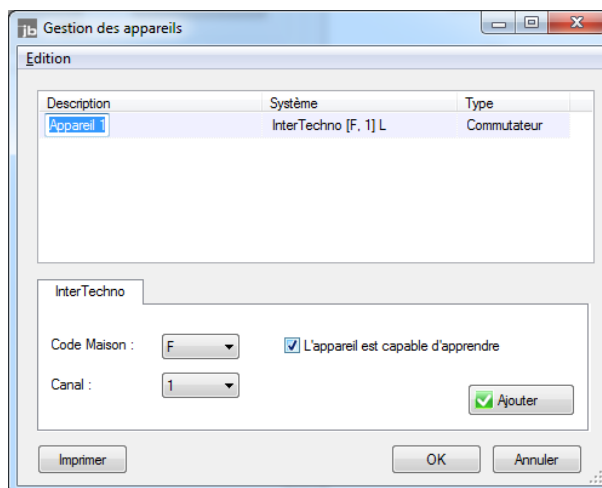 jb Gestion des appareils
Edition
Description Système Type
Appareil 1 InterTechno [F, 1] L Commutateur
InterTechno
Code Maison : F L'appareil est capable d'apprendre
Canal : 1
Ajouter
Imprimer OK Annuler